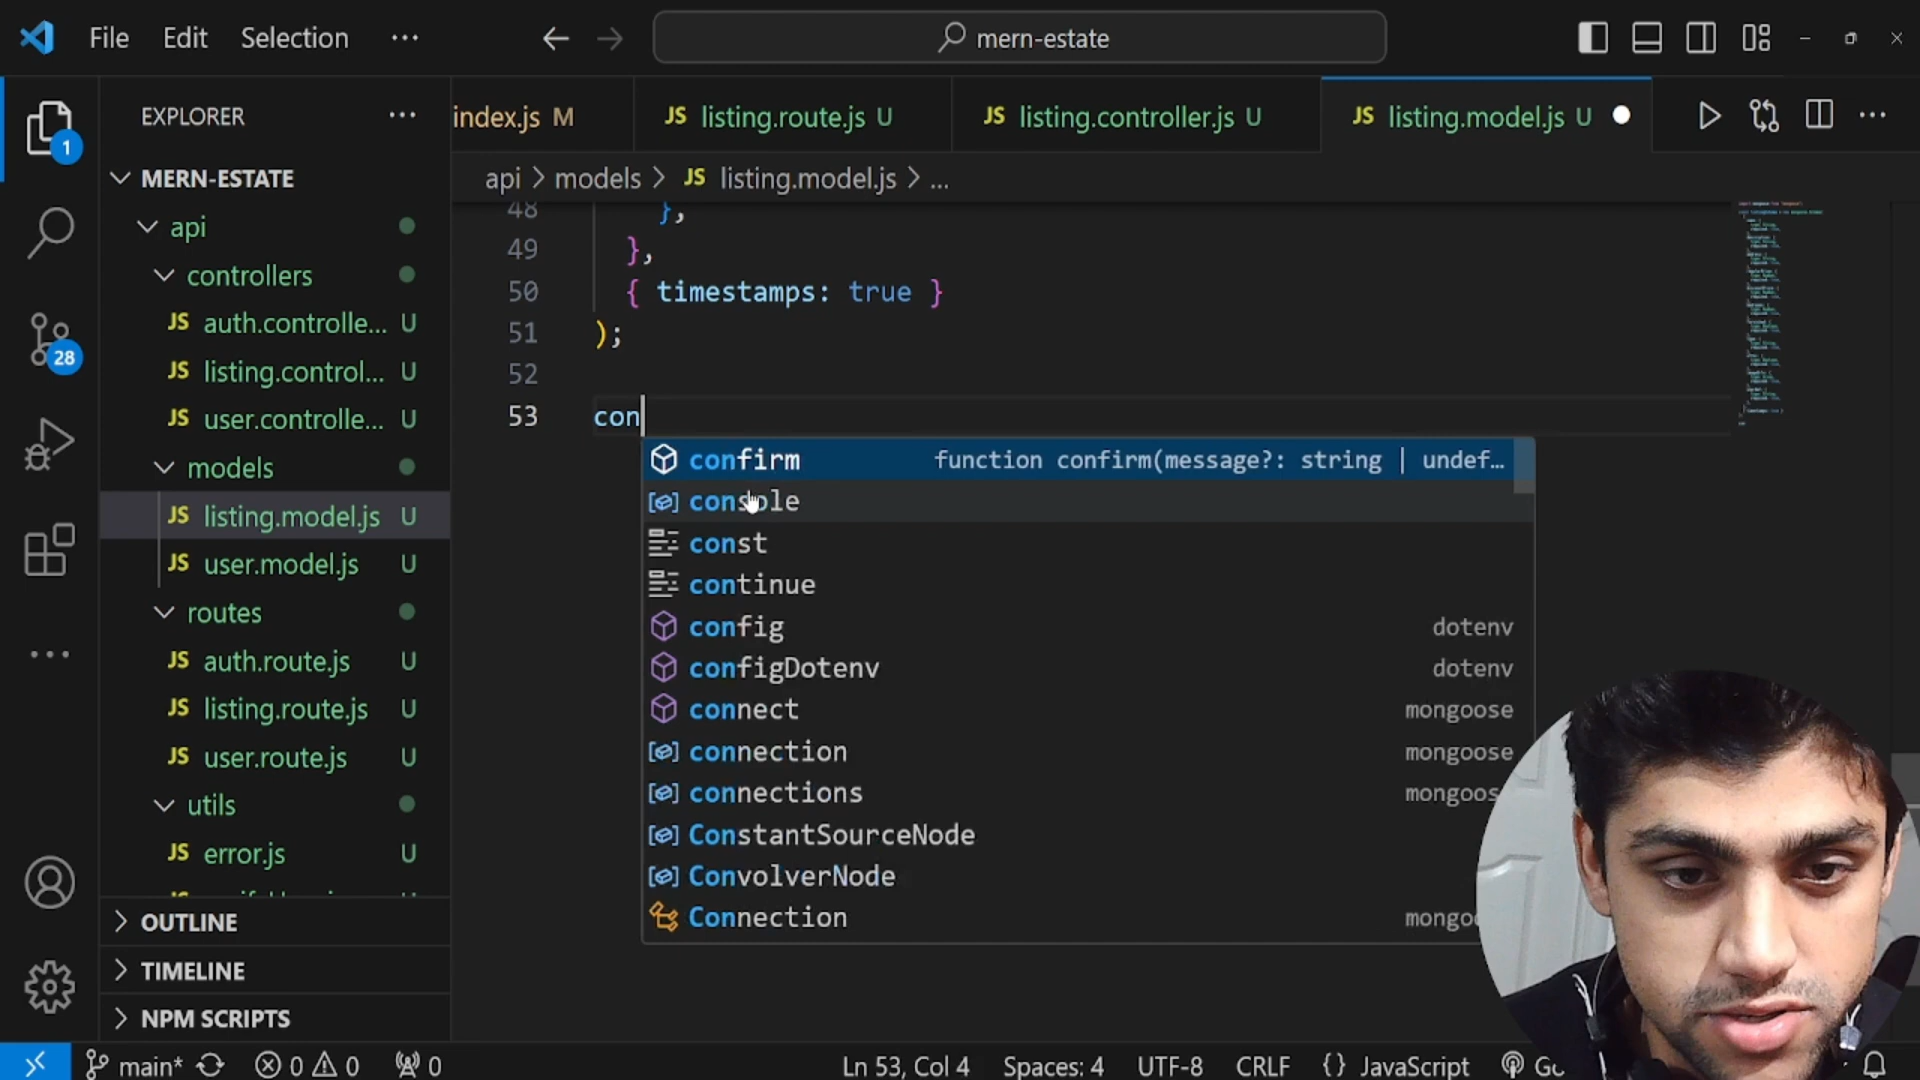 File Edit Selection ... mern-estate
EXPLORER ...
1
28
MERN-ESTATE
api
controllers
JS auth.controlle... U
JS listing.control... U
JS user.controlle... U
models
JS listing.model.js U
JS user.model.js U
routes
JS auth.route.js U
JS listing.route.js U
JS user.route.js U
utils
JS error.js U
OUTLINE
TIMELINE
NPM SCRIPTS
index.js M JS listing.route.js U JS listing.controller.js U JS listing.model.js U ...
api > models > JS listing.model.js > ...
48 },
49 },
50 { timestamps: true }
51 );
52
53 con
confirm function confirm(message?: string | undef...
console
const
continue
config dotenv
configDotenv dotenv
connect mongoose
connection mongoose
connections mongoos
ConstantSourceNode
ConvolverNode
Connection mongo
main* 0 0 0 Ln 53, Col 4 Spaces: 4 UTF-8 CRLF {} JavaScript Go